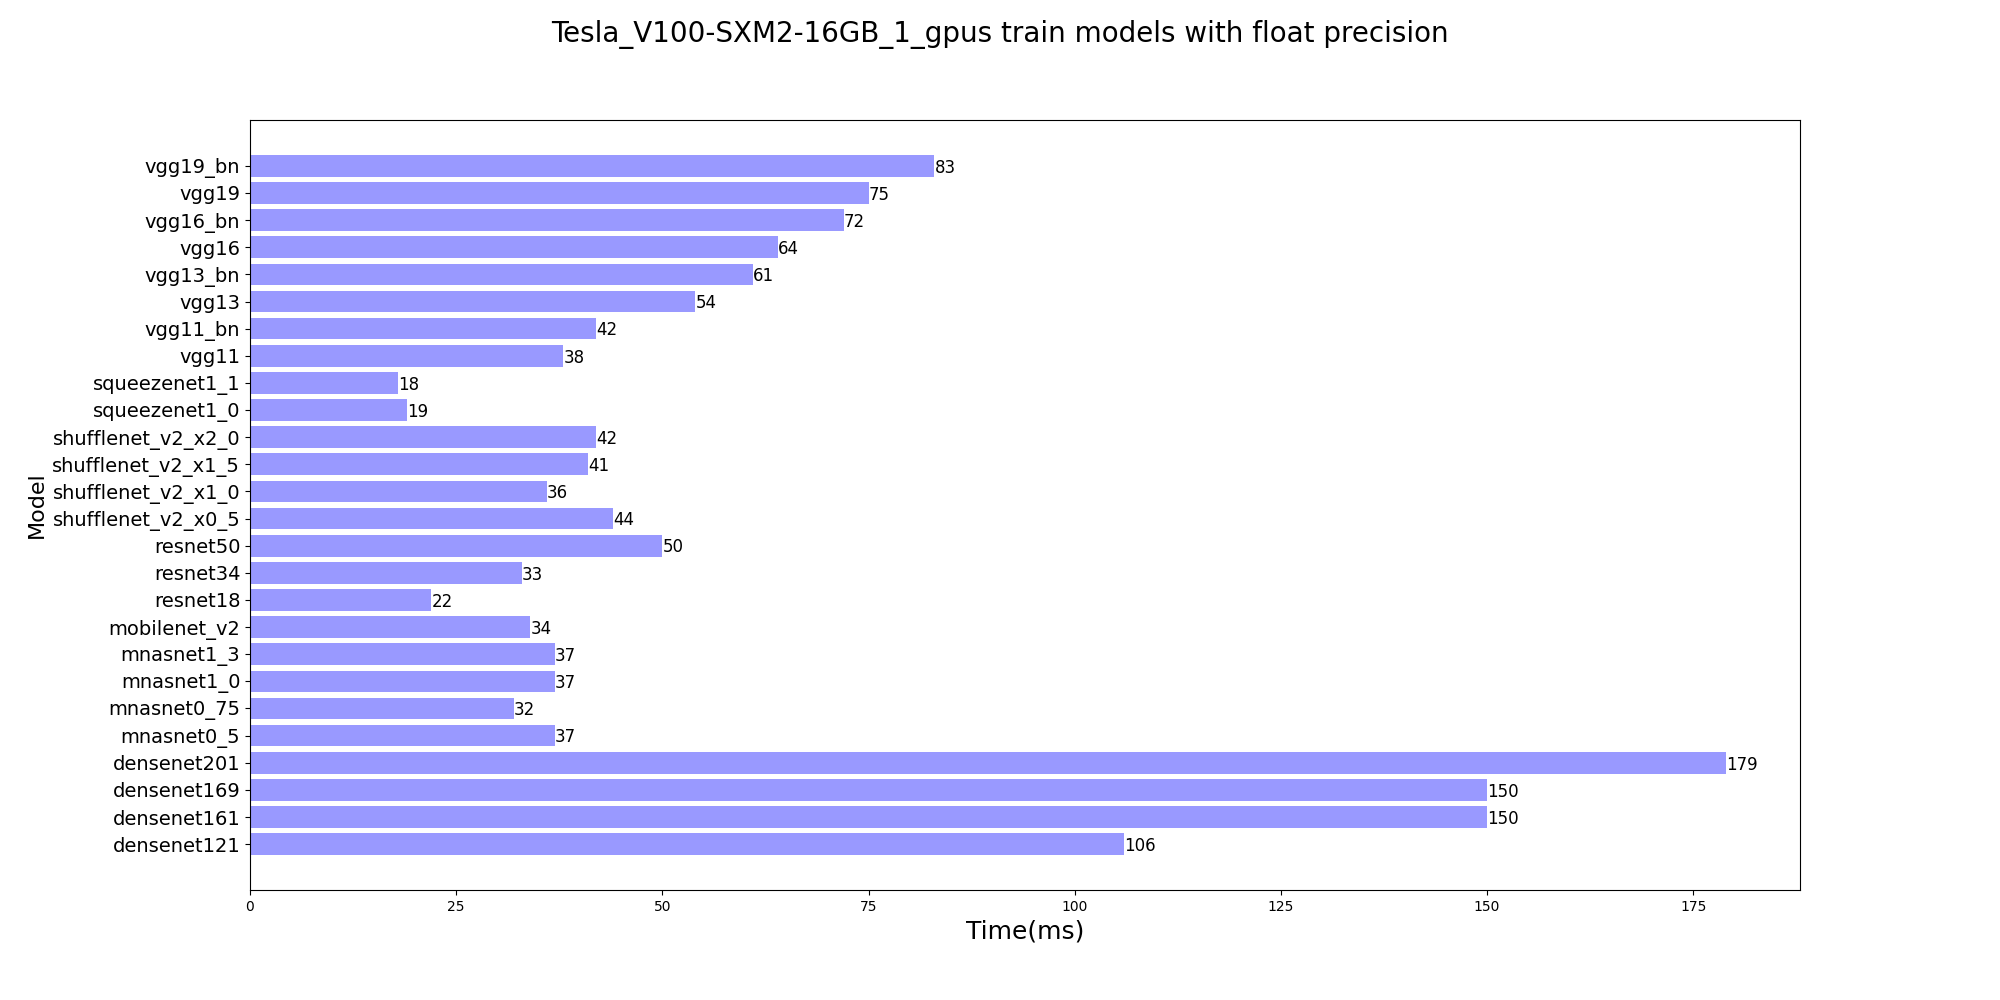 Tesla_V100-SXM2-16GB_1_gpus train models with float precision
vgg19_bn 83
vgg19 75
vgg16_bn 72
vgg16 64
vgg13_bn 61
vgg13 54
vgg11_bn 42
vgg11 38
squeezenet1_1 18
squeezenet1_0 19
shufflenet_v2_x2_0 42
shufflenet_v2_x1_5 41
shufflenet_v2_x1_0 36
shufflenet_v2_x0_5 44
resnet50 50
resnet34 33
resnet18 22
mobilenet_v2 34
mnasnet1_3 37
mnasnet1_0 37
mnasnet0_75 32
mnasnet0_5 37
densenet201 179
densenet169 150
densenet161 150
densenet121 106
Model
0 25 50 75 100 125 150 175
Time(ms)